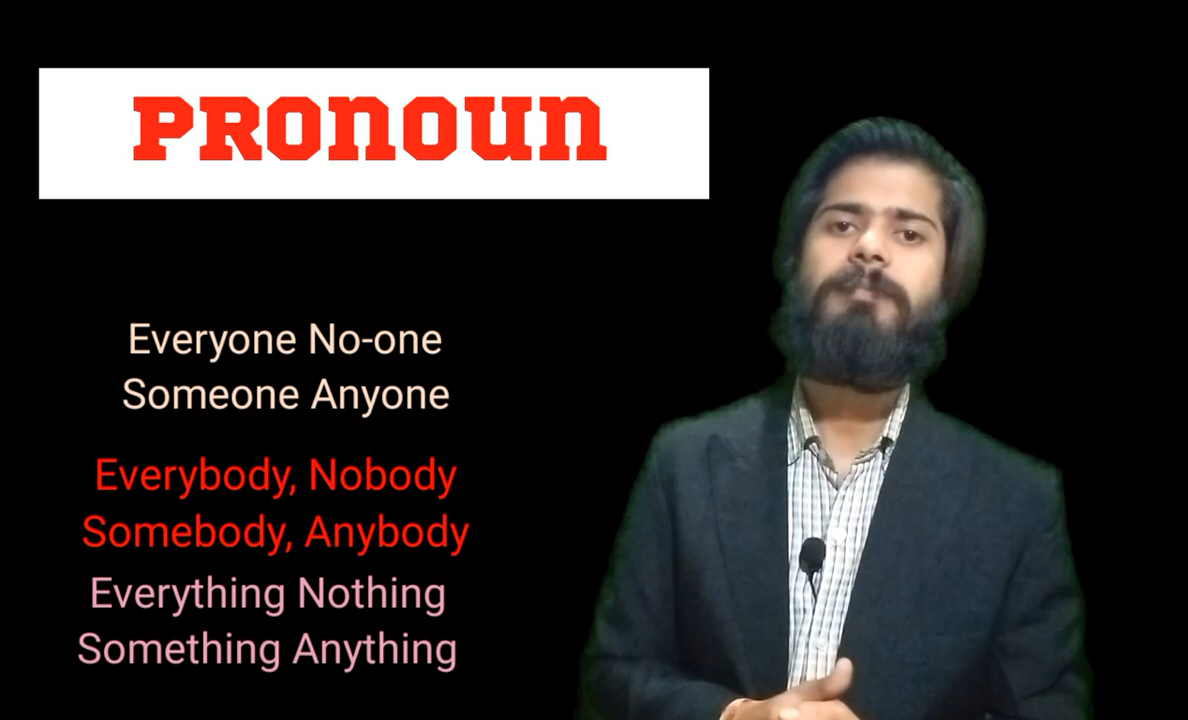 PRONOUN
Everyone No-one
Someone Anyone
Everybody, Nobody
Somebody, Anybody
Everything Nothing
Something Anything